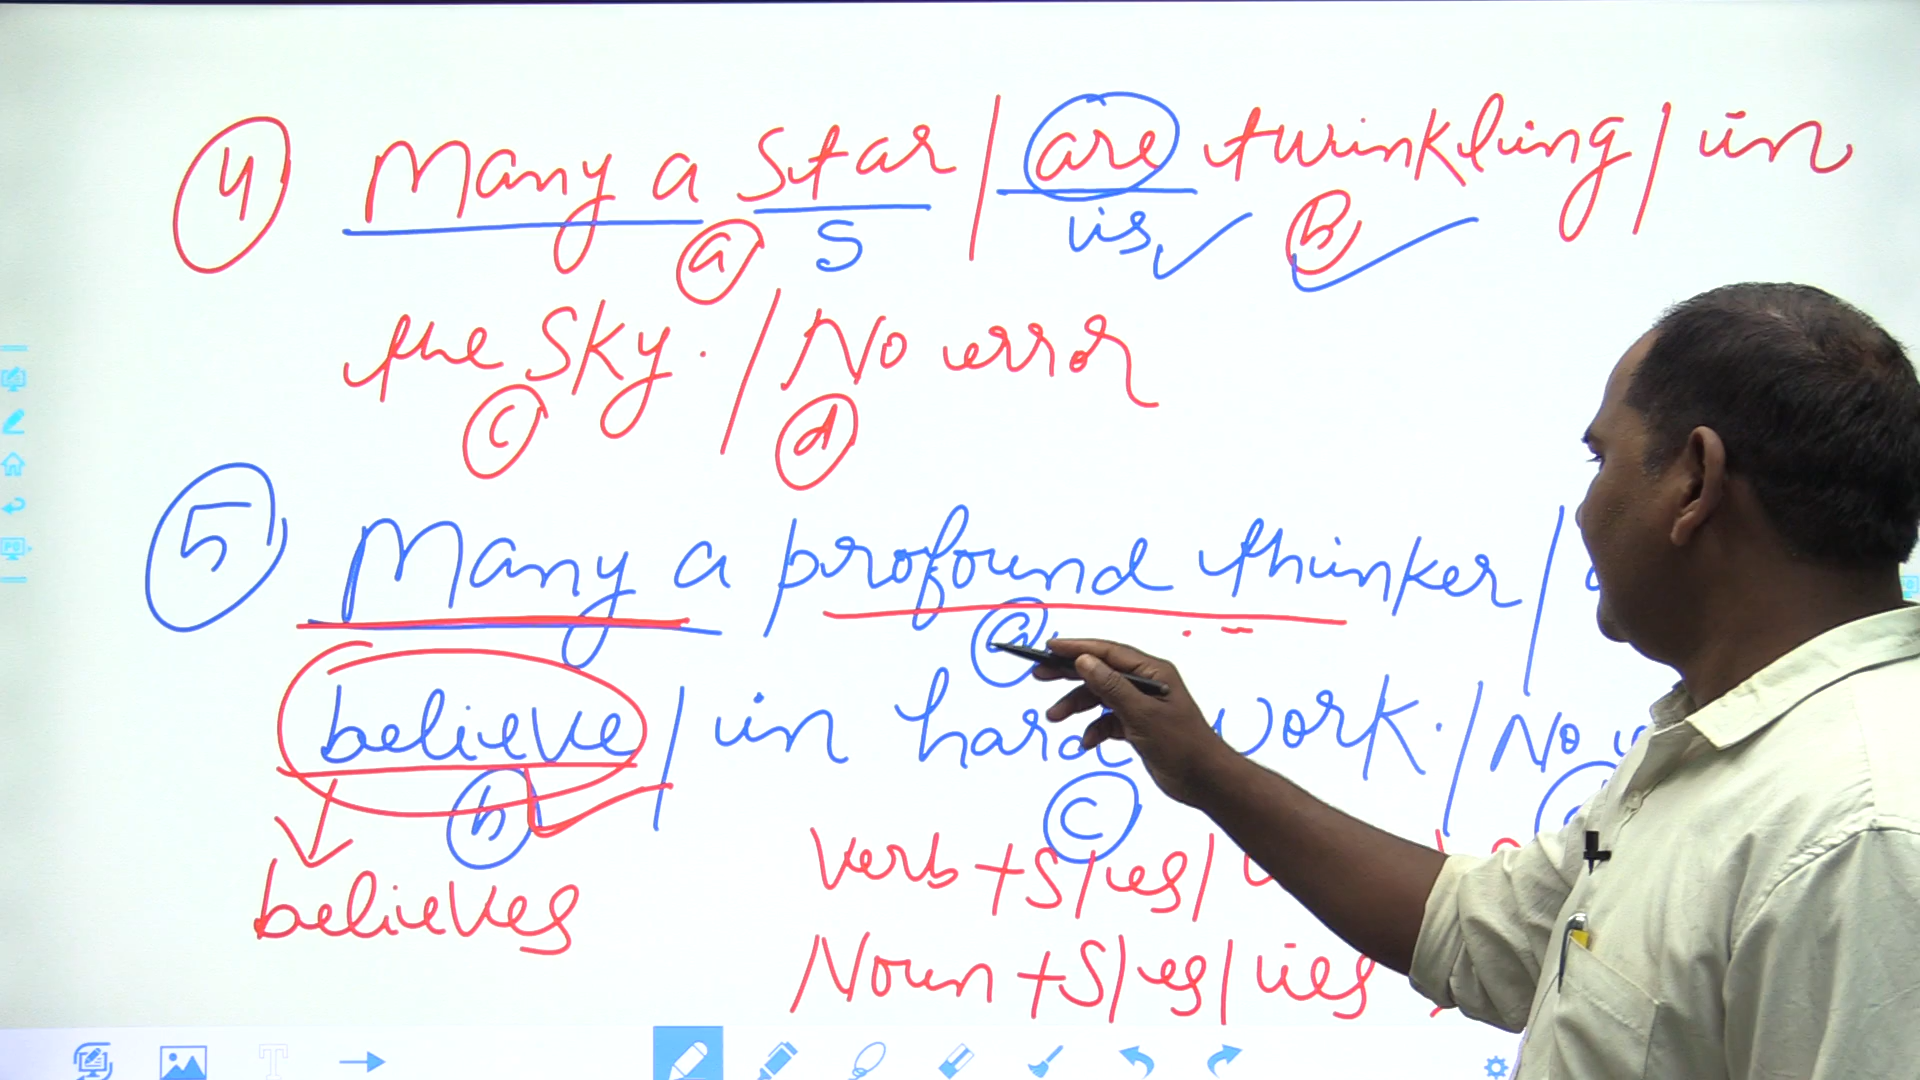 4 Many a star / are twinkling / in
a S is B
the sky. / No error
c d
5 Many a profound thinker /
a
believe / in hard work. / No
b c
verb + s / es /
believes
Noun + s / es / ies